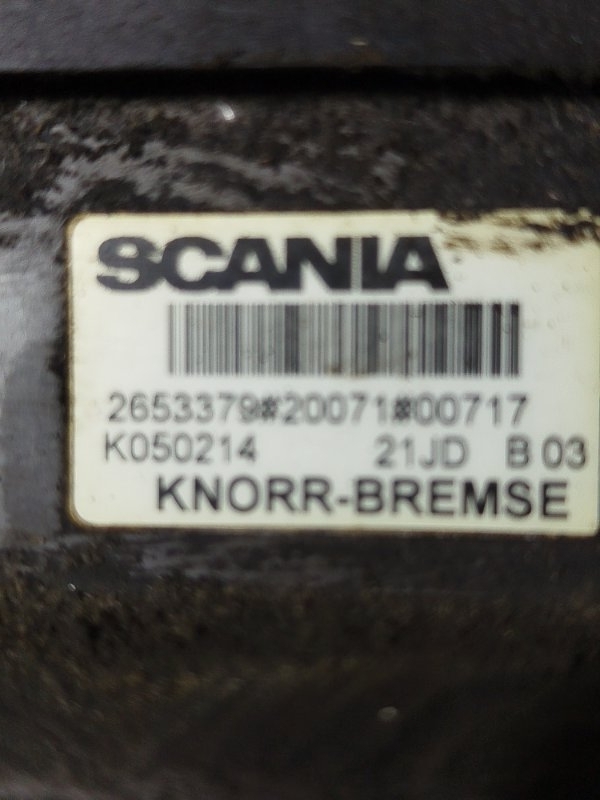 SCANIA
2653379#20071#00717
K050214 21JD B 03
KNORR-BREMSE